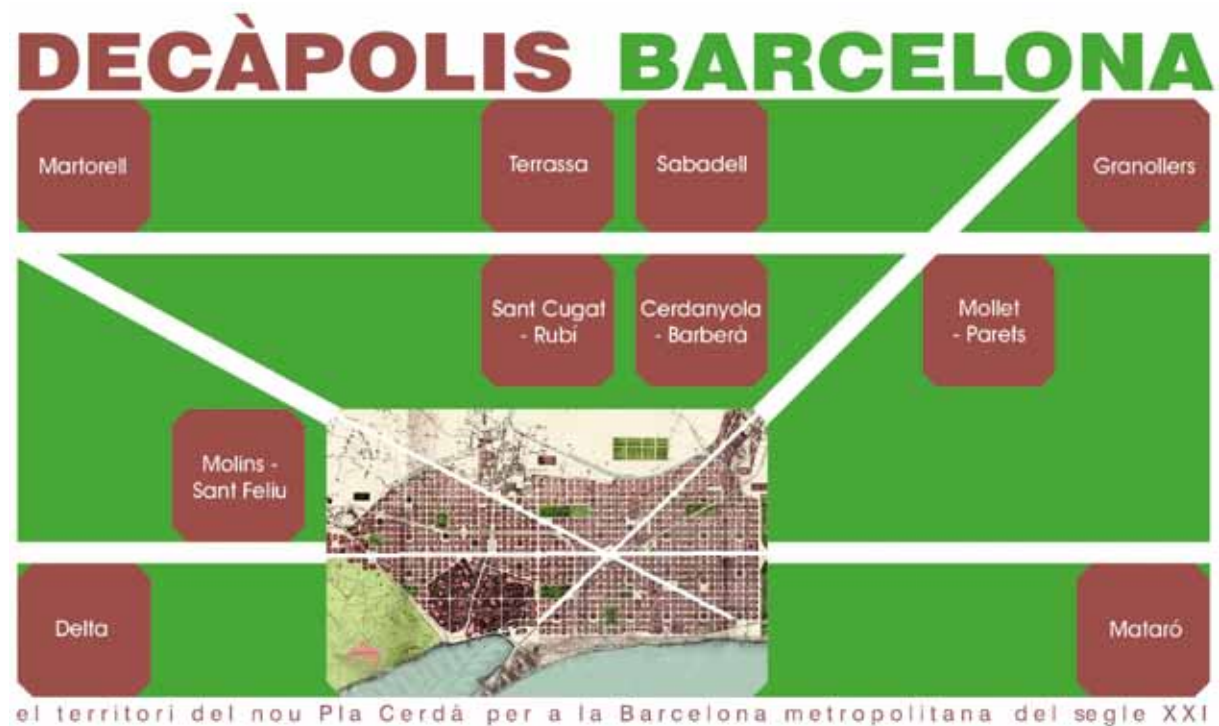 DECÀPOLIS BARCELONA
Martorell
Terrassa
Sabadell
Granollers
Sant Cugat
- Rubí
Cerdanyola
- Barberà
Mollet
- Parets
Molins -
Sant Feliu
Delta
Mataró
el territori del nou Pla Cerdà per a la Barcelona metropolitana del segle XXI